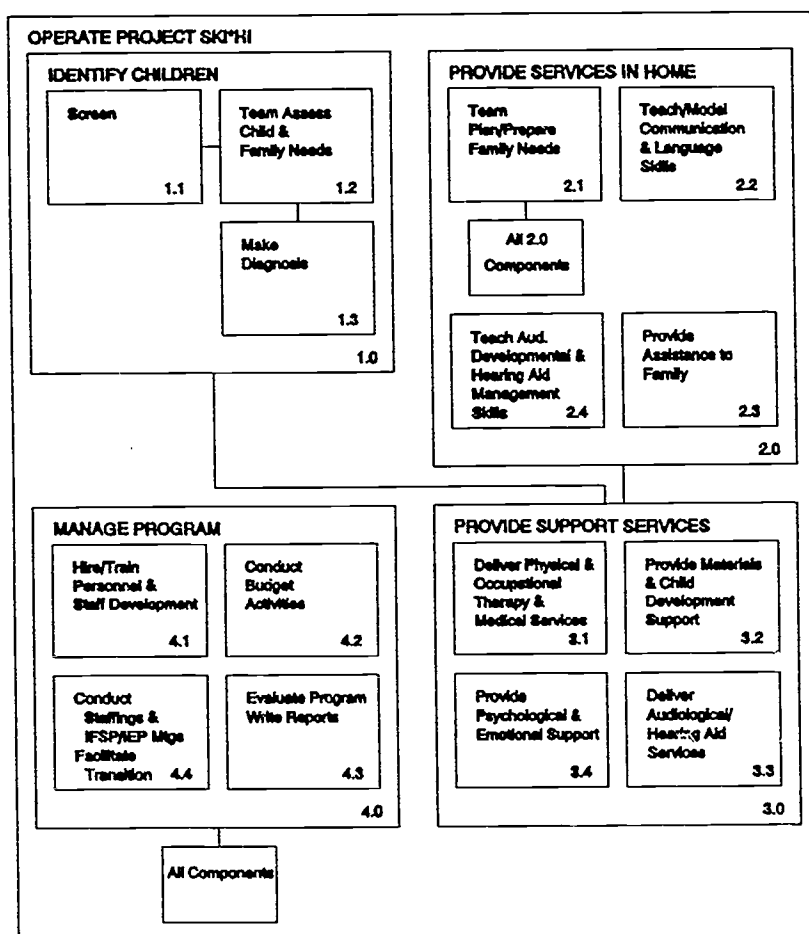 OPERATE PROJECT SKI*HI
IDENTIFY CHILDREN
Screen
1.1
Team Assess
Child &
Family Needs
1.2
Make
Diagnosis
1.3
1.0
PROVIDE SERVICES IN HOME
Team
Plan/Prepare
Family Needs
2.1
Teach/Model
Communication
& Language
Skills
2.2
All 2.0
Components
Teach Aud.
Developmental &
Hearing Aid
Management
Skills
2.4
Provide
Assistance to
Family
2.3
2.0
MANAGE PROGRAM
Hire/Train
Personnel &
Staff Development
4.1
Conduct
Budget
Activities
4.2
Conduct
Staffings &
IFSP/IEP Mtgs
Facilitate
Transition
4.4
Evaluate Program
Write Reports
4.3
4.0
All Components
PROVIDE SUPPORT SERVICES
Deliver Physical &
Occupational
Therapy &
Medical Services
3.1
Provide Materials
& Child
Development
Support
3.2
Provide
Psychological &
Emotional Support
3.4
Deliver
Audiological/
Hearing Aid
Services
3.3
3.0